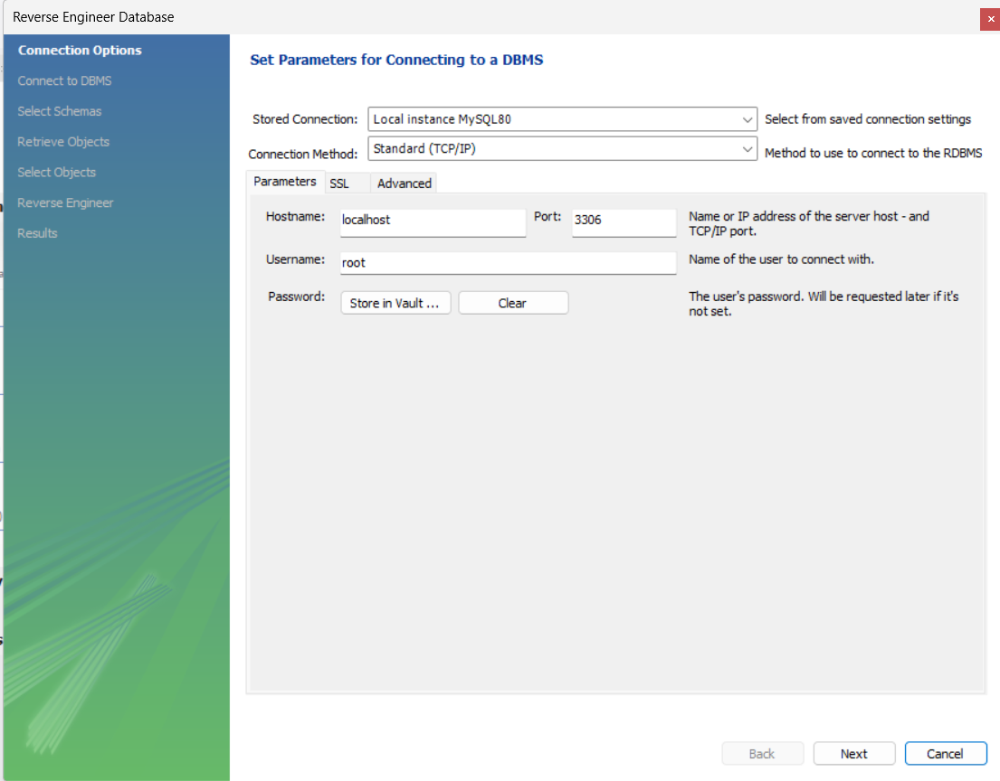 Reverse Engineer Database
Connection Options
Connect to DBMS
Select Schemas
Retrieve Objects
Select Objects
Reverse Engineer
Results
Set Parameters for Connecting to a DBMS
Stored Connection: Local instance MySQL80 Select from saved connection settings
Connection Method: Standard (TCP/IP) Method to use to connect to the RDBMS
Parameters SSL Advanced
Hostname: localhost Port: 3306 Name or IP address of the server host - and
TCP/IP port.
Username: root Name of the user to connect with.
Password: Store in Vault ... Clear The user's password. Will be requested later if it's
not set.
Back Next Cancel